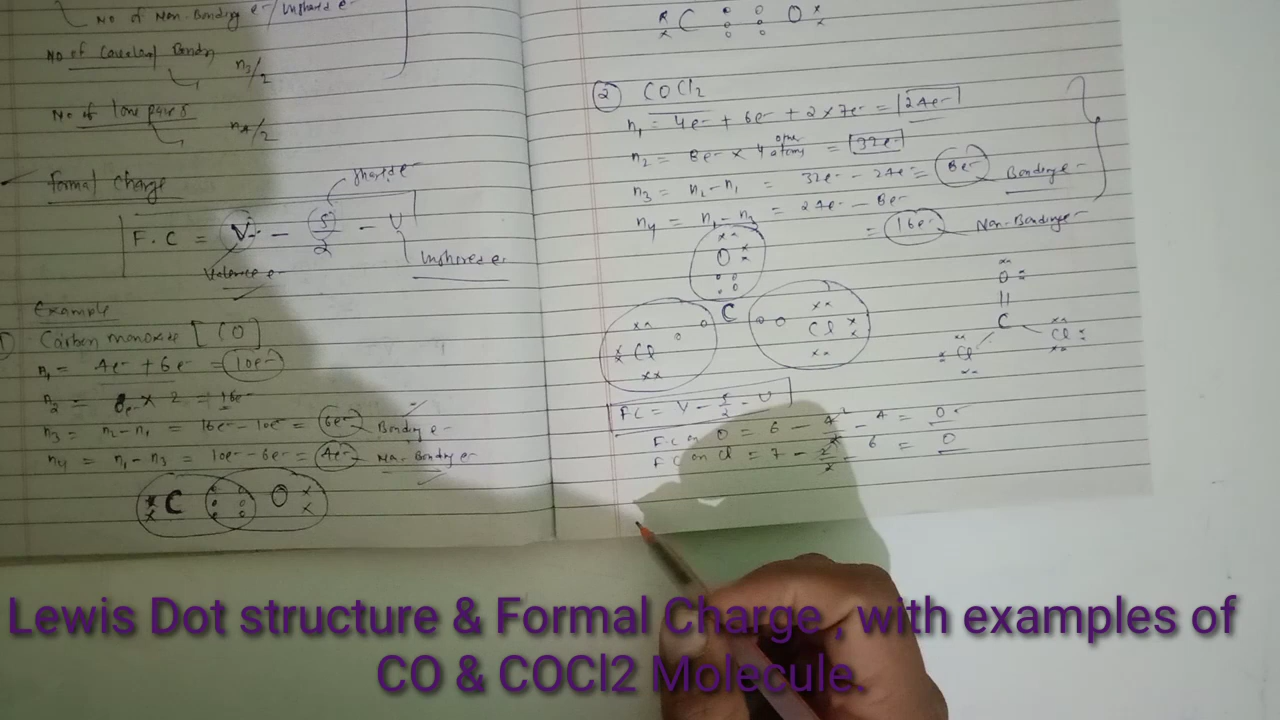 No of Non-Bonding e-/Unshared e-
No of Covalent Bonding
n3/2
No of lone pairs
n4/2
Formal Charge
Shared e-
F.C = V - S/2 - U
Valence e-
Unshared e-
Example
1 Carbon monoxide [CO]
n1 = 4e- + 6e- = 10e-
n2 = 8e- × 2 = 16e-
n3 = n2-n1 = 16e- - 10e- = 6e- Bonding e-
n4 = n1-n3 = 10e- - 6e- = 4e- Non-Bonding e-
C O
C O
2 COCl2
n1 = 4e- + 6e- + 2×7e- = 24e-
n2 = 8e- × 4 atoms = 32e-
n3 = n2-n1 = 32e- - 24e- = 8e- Bonding e-
n4 = n1-n3 = 24e- - 8e-
= 16e- Non-Bonding e-
O
C
Cl Cl
O
C
Cl Cl
FC = V - S/2 - U
F.C on O = 6 - 4/2 - 4 = 0
FC on Cl = 7 - 2/2 - 6 = 0
Lewis Dot structure & Formal Charge , with examples of
CO & COCl2 Molecule.